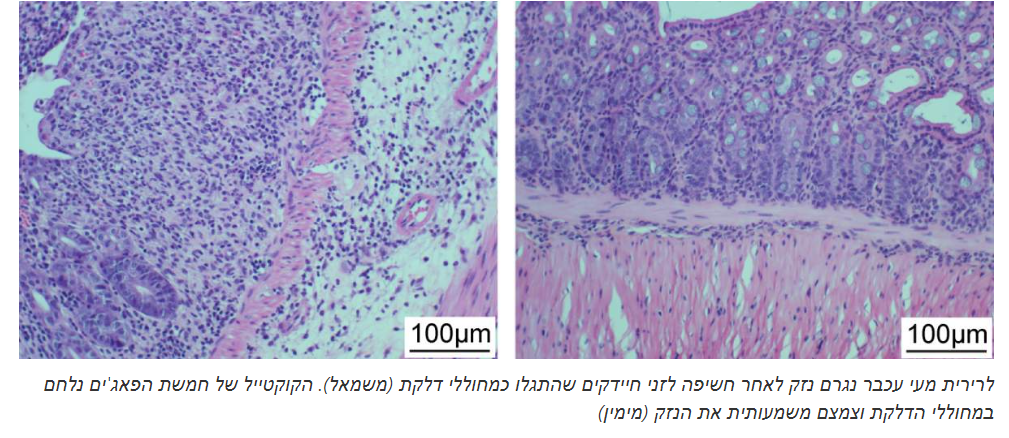 100µm
100µm
לרירית מעי עכבר נגרם נזק לאחר חשיפה לזני חיידקים שהתגלו כמחוללי דלקת (משמאל). הקוקטייל של חמשת הפאג'ים נלחם
במחוללי הדלקת וצמצם משמעותית את הנזק (מימין)